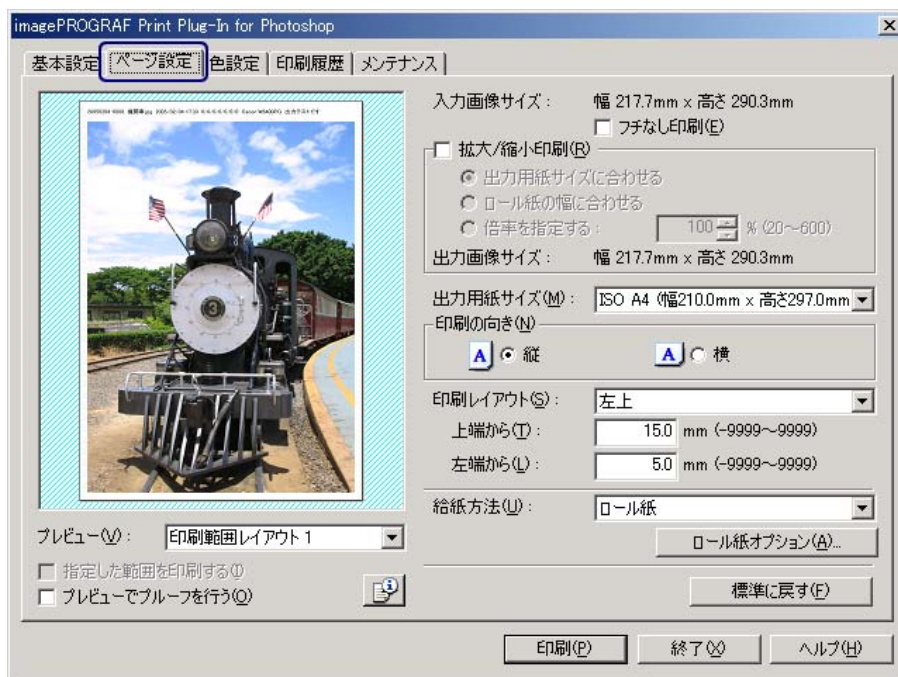 imagePROGRAF Print Plug-In for Photoshop
基本設定 ページ設定 色設定 印刷履歴 メンテナンス
入力画像サイズ： 幅 217.7mm x 高さ 290.3mm
フチなし印刷(E)
拡大/縮小印刷(R)
出力用紙サイズに合わせる
ロール紙の幅に合わせる
倍率を指定する： 100 % (20～600)
出力画像サイズ： 幅 217.7mm x 高さ 290.3mm
出力用紙サイズ(M)： ISO A4 (幅210.0mm x 高さ297.0mm
印刷の向き(N)
A 縦 A 横
印刷レイアウト(S)： 左上
上端から(T)： 15.0 mm (-9999～9999)
左端から(L)： 5.0 mm (-9999～9999)
給紙方法(U)： ロール紙
ロール紙オプション(A)...
プレビュー(V)： 印刷範囲レイアウト 1
指定した範囲を印刷する(I)
プレビューでプルーフを行う(O)
標準に戻す(F)
印刷(P) 終了(X) ヘルプ(H)